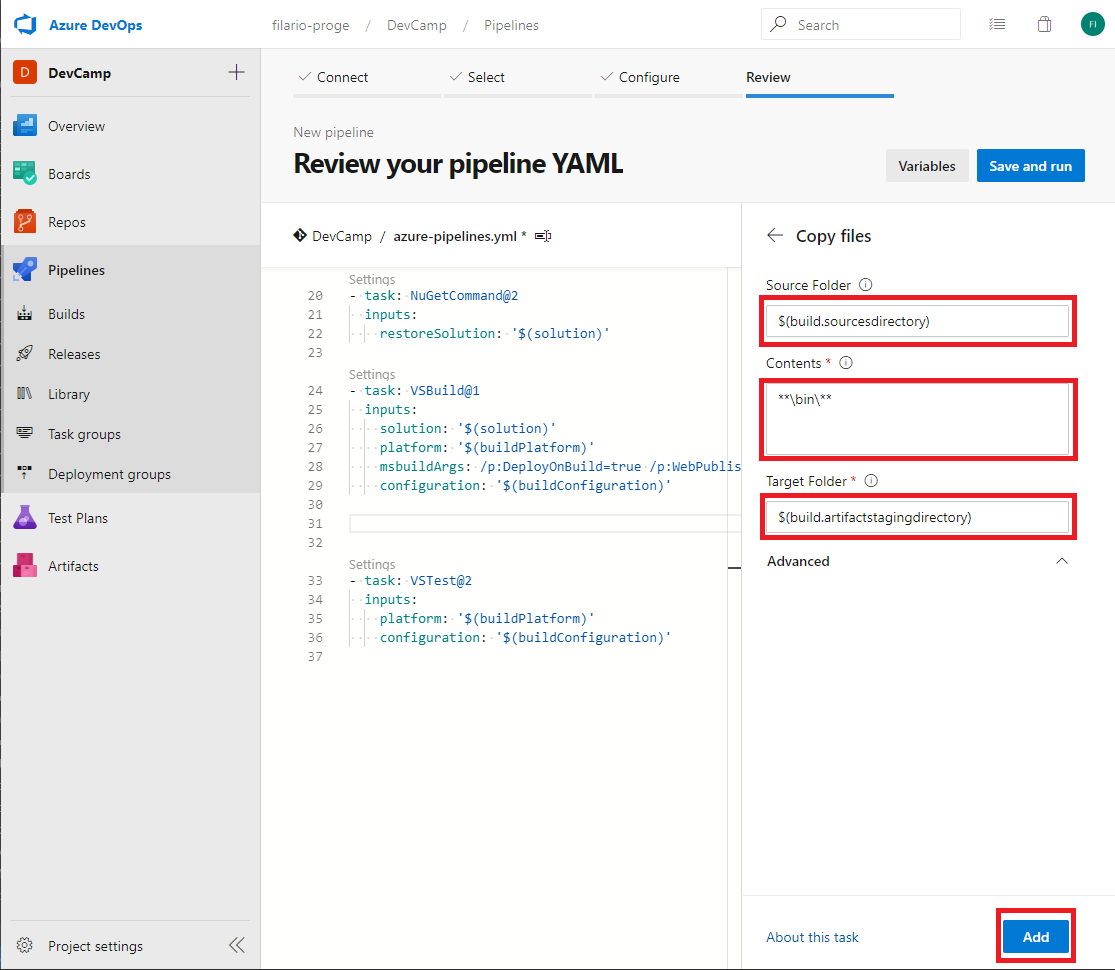 Azure DevOps
filario-proge / DevCamp / Pipelines
Search
FI
D DevCamp
Overview
Boards
Repos
Pipelines
Builds
Releases
Library
Task groups
Deployment groups
Test Plans
Artifacts
Project settings
Connect
Select
Configure
Review
New pipeline
Review your pipeline YAML
Variables
Save and run
DevCamp / azure-pipelines.yml *
Settings
20 - task: NuGetCommand@2
21 inputs:
22 restoreSolution: '$(solution)'
23
Settings
24 - task: VSBuild@1
25 inputs:
26 solution: '$(solution)'
27 platform: '$(buildPlatform)'
28 msbuildArgs: /p:DeployOnBuild=true /p:WebPublis
29 configuration: '$(buildConfiguration)'
30
31
32
Settings
33 - task: VSTest@2
34 inputs:
35 platform: '$(buildPlatform)'
36 configuration: '$(buildConfiguration)'
37
Copy files
Source Folder
$(build.sourcesdirectory)
Contents *
**\bin\**
Target Folder *
$(build.artifactstagingdirectory)
Advanced
About this task
Add